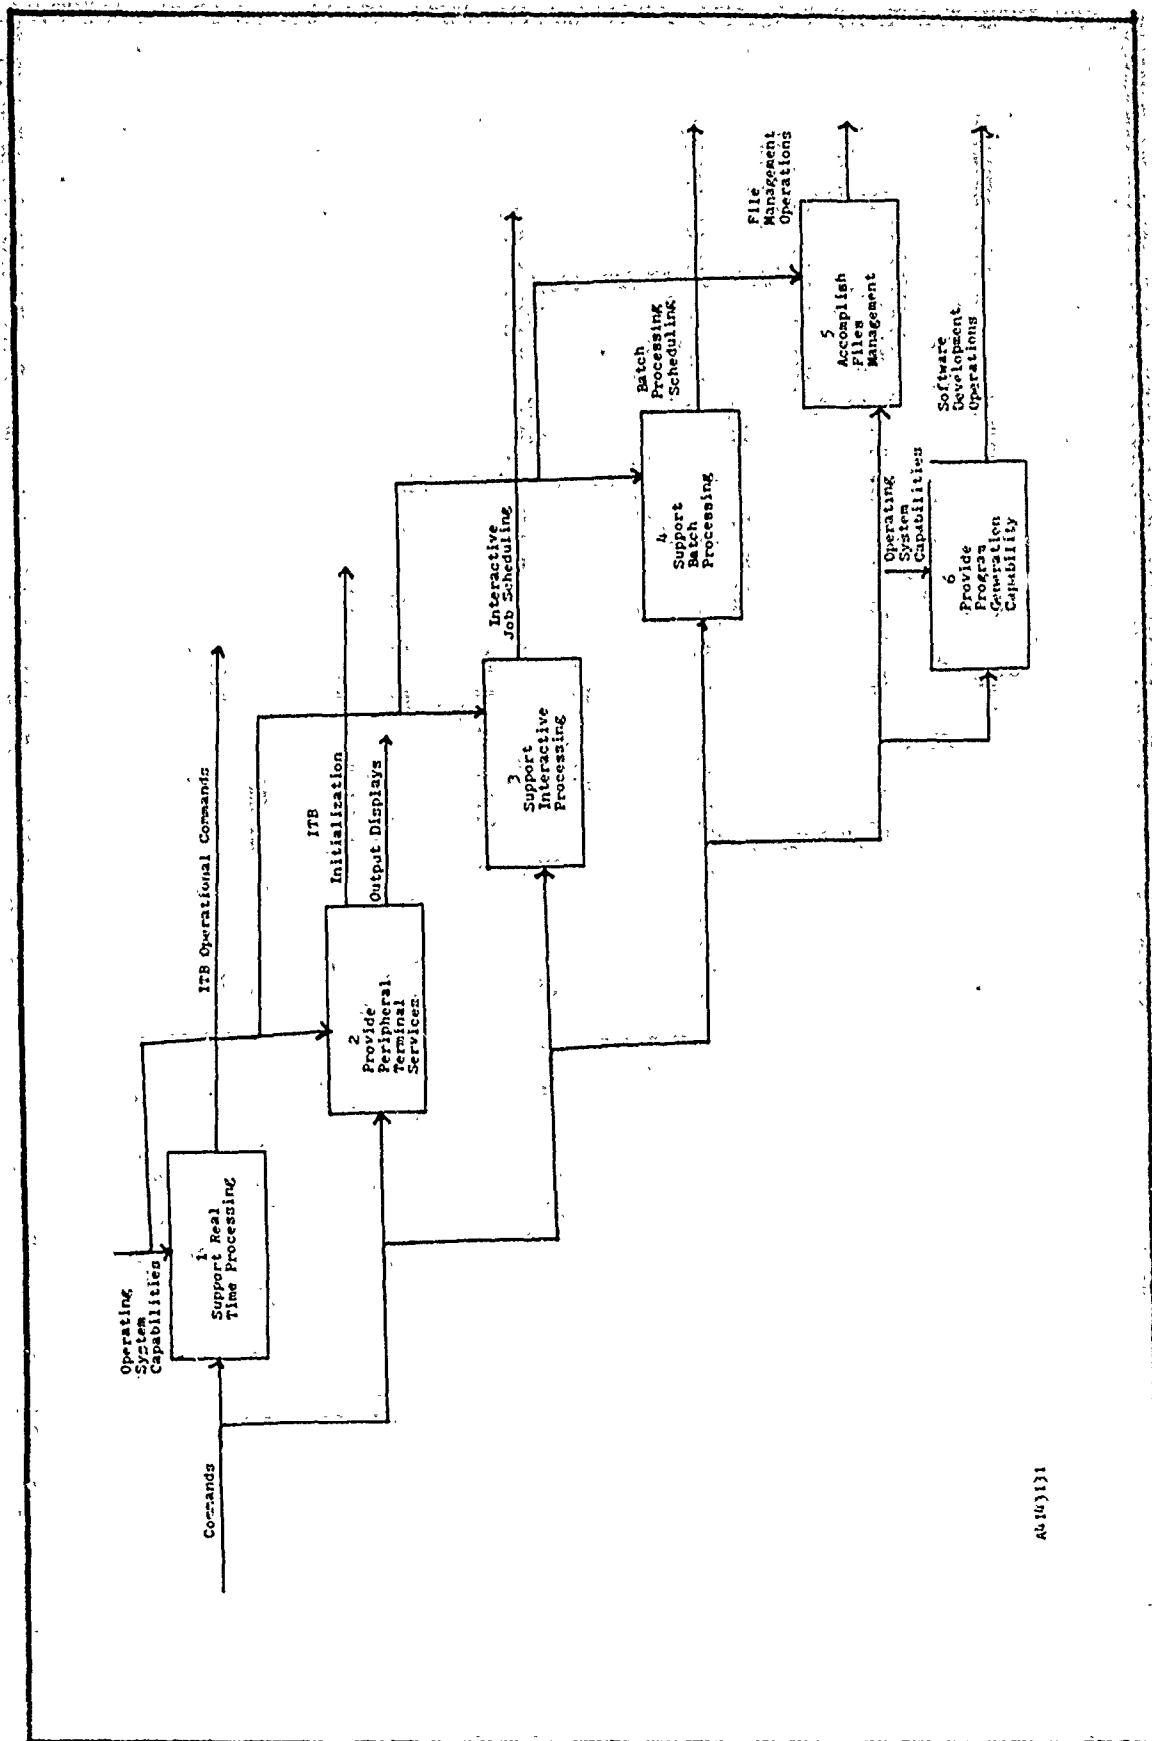 Commands
Operating
System
Capabilities
1
Support Real
Time Processing
ITB Operational Commands
2
Provide
Peripheral
Terminal
Services
ITB
Initialization
Output Displays
3
Support
Interactive
Processing
Interactive
Job Scheduling
4
Support
Batch
Processing
Batch
Processing
Scheduling
5
Accomplish
Files
Management
File
Management
Operations
Operating
System
Capabilities
6
Provide
Program
Generation
Capability
Software
Development
Operations